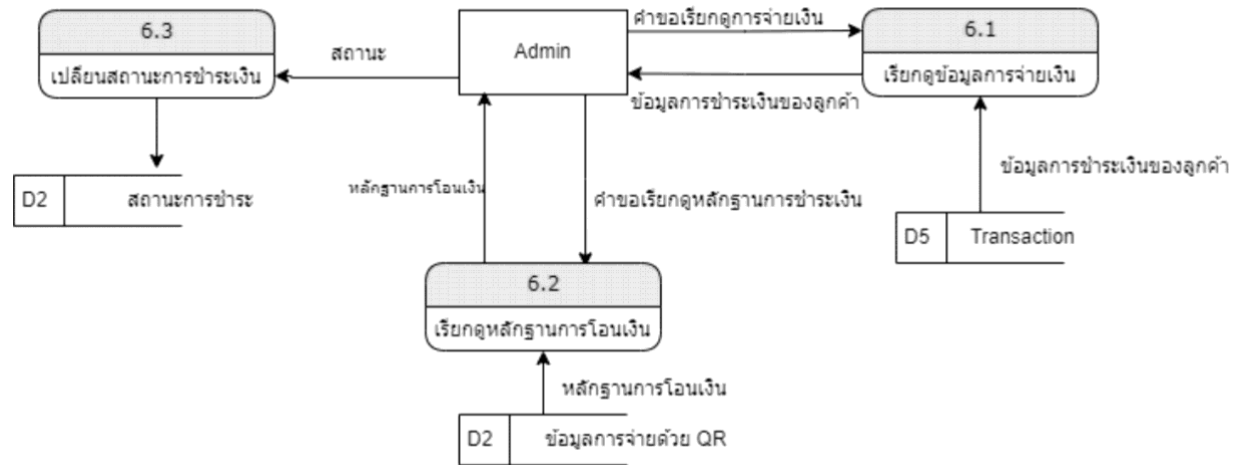 6.3
เปลี่ยนสถานะการชำระเงิน
สถานะ
Admin
คำขอเรียกดูการจ่ายเงิน
6.1
เรียกดูข้อมูลการจ่ายเงิน
ข้อมูลการชำระเงินของลูกค้า
D2
สถานะการชำระ
หลักฐานการโอนเงิน
คำขอเรียกดูหลักฐานการชำระเงิน
ข้อมูลการชำระเงินของลูกค้า
D5
Transaction
6.2
เรียกดูหลักฐานการโอนเงิน
หลักฐานการโอนเงิน
D2
ข้อมูลการจ่ายด้วย QR